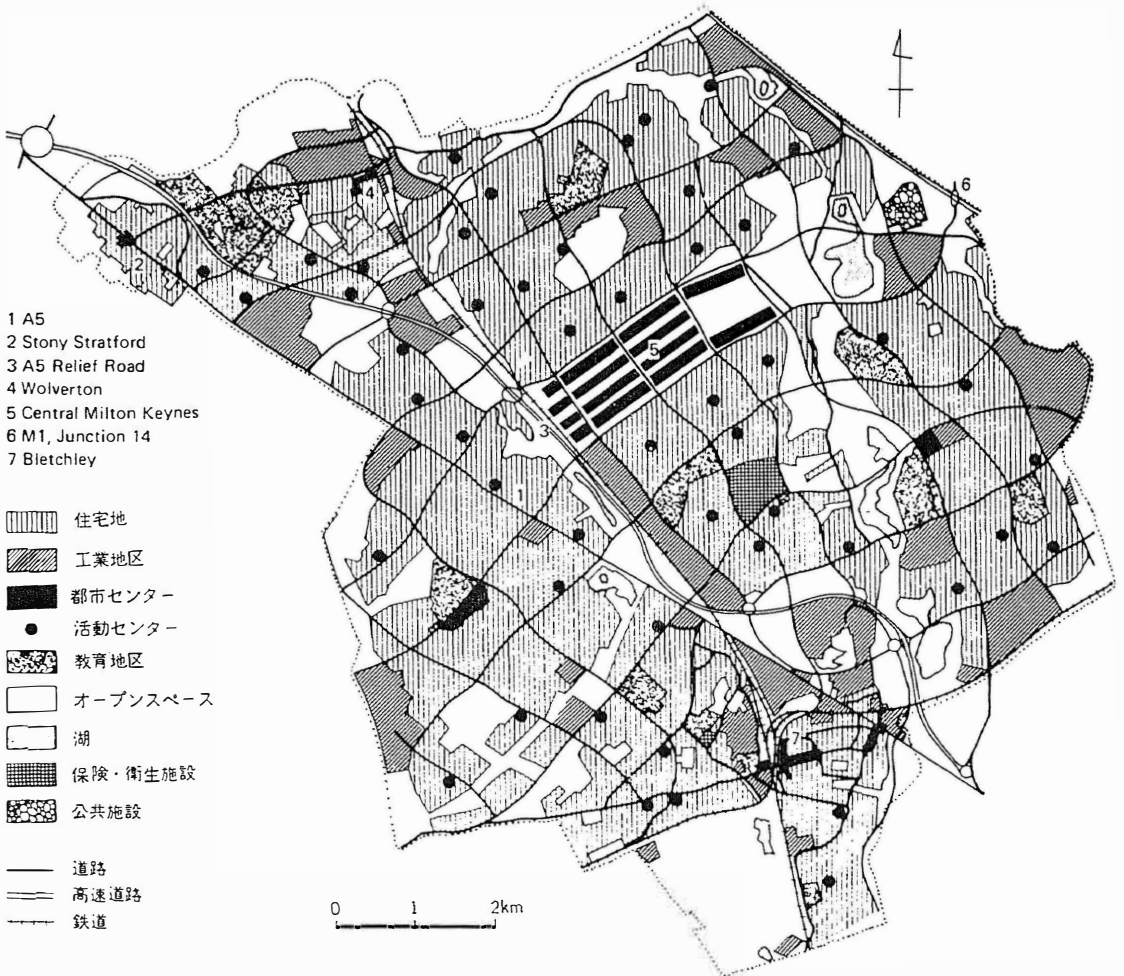 1 A5
2 Stony Stratford
3 A5 Relief Road
4 Wolverton
5 Central Milton Keynes
6 M1, Junction 14
7 Bletchley
住宅地
工業地区
都市センター
活動センター
教育地区
オープンスペース
湖
保険・衛生施設
公共施設
道路
高速道路
鉄道
0 1 2km
6
4
2
5
3
1
7